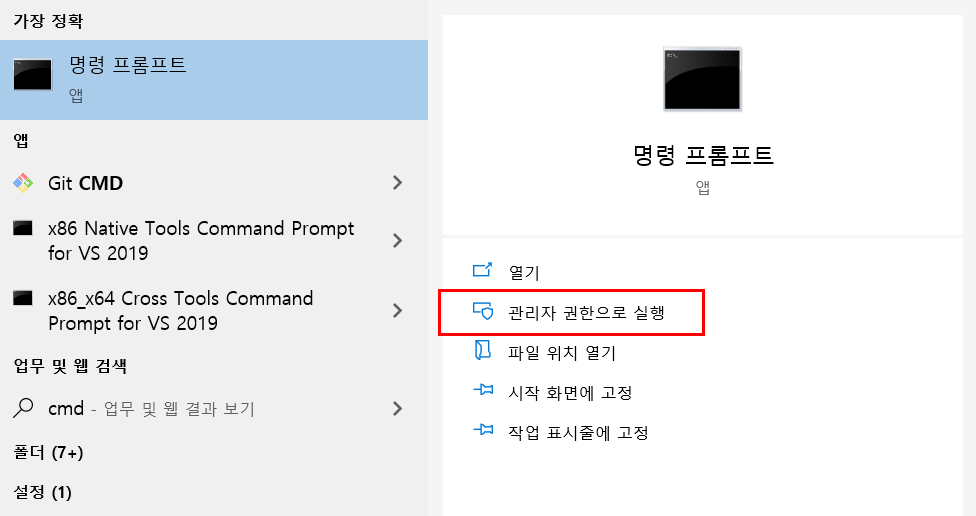 가장 정확
명령 프롬프트
앱
앱
Git CMD
x86 Native Tools Command Prompt
for VS 2019
x86_x64 Cross Tools Command
Prompt for VS 2019
업무 및 웹 검색
cmd - 업무 및 웹 결과 보기
폴더 (7+)
설정 (1)
명령 프롬프트
앱
열기
관리자 권한으로 실행
파일 위치 열기
시작 화면에 고정
작업 표시줄에 고정